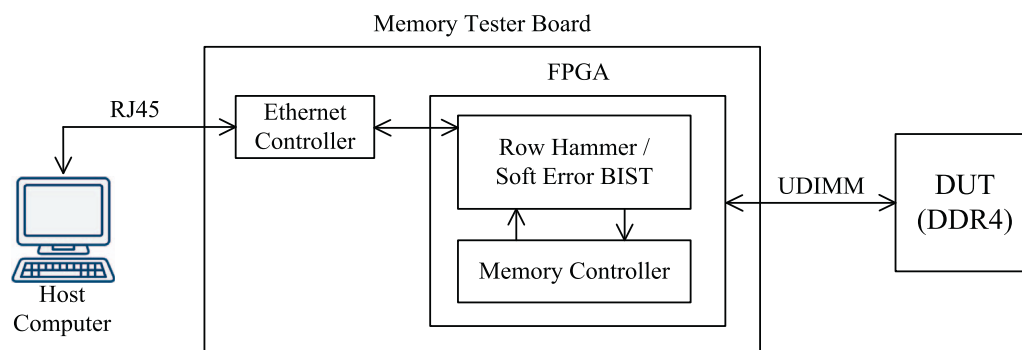 Memory Tester Board
FPGA
RJ45
Ethernet
Controller
Row Hammer /
Soft Error BIST
UDIMM
DUT
(DDR4)
Memory Controller
Host
Computer